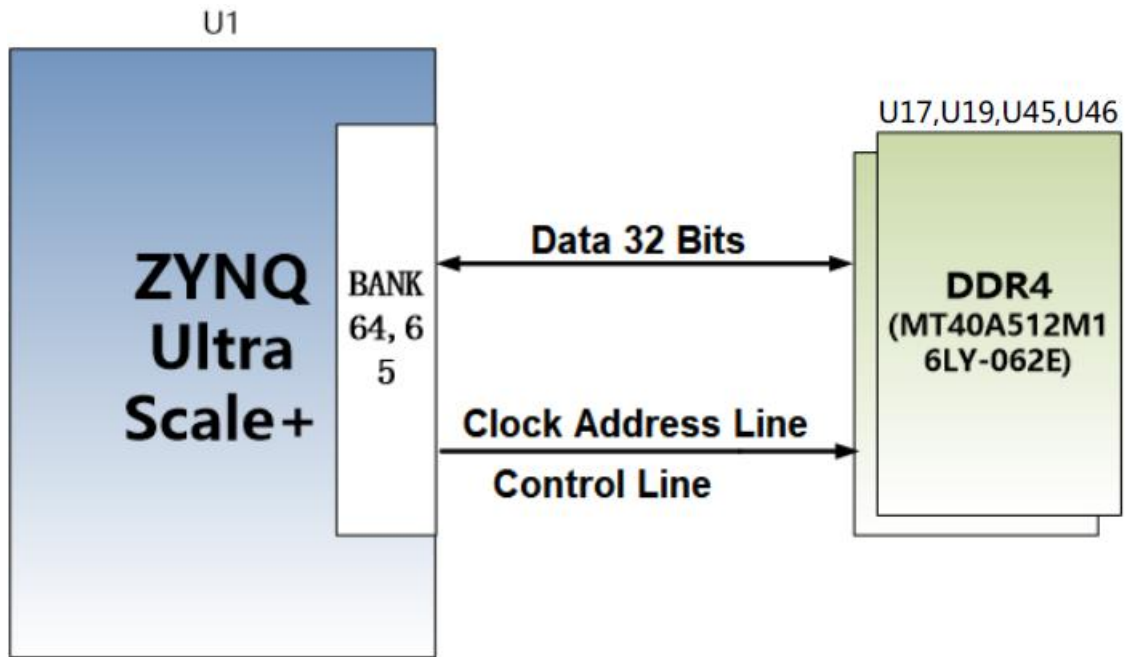 U1
U17,U19,U45,U46
ZYNQ
Ultra
Scale+
BANK
64, 6
5
Data 32 Bits
Clock Address Line
Control Line
DDR4
(MT40A512M1
6LY-062E)